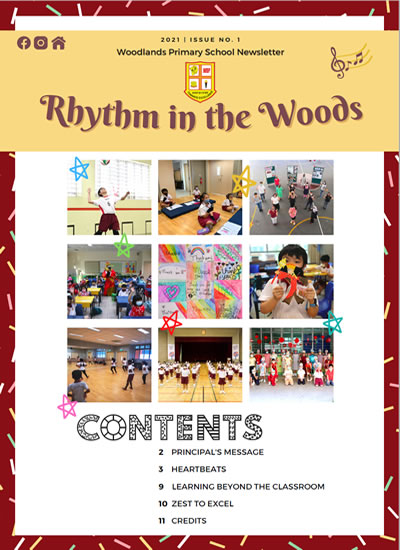 2021 | ISSUE NO. 1
Woodlands Primary School Newsletter
Rhythm in the Woods
CONTENTS
2 PRINCIPAL'S MESSAGE
3 HEARTBEATS
9 LEARNING BEYOND THE CLASSROOM
10 ZEST TO EXCEL
11 CREDITS